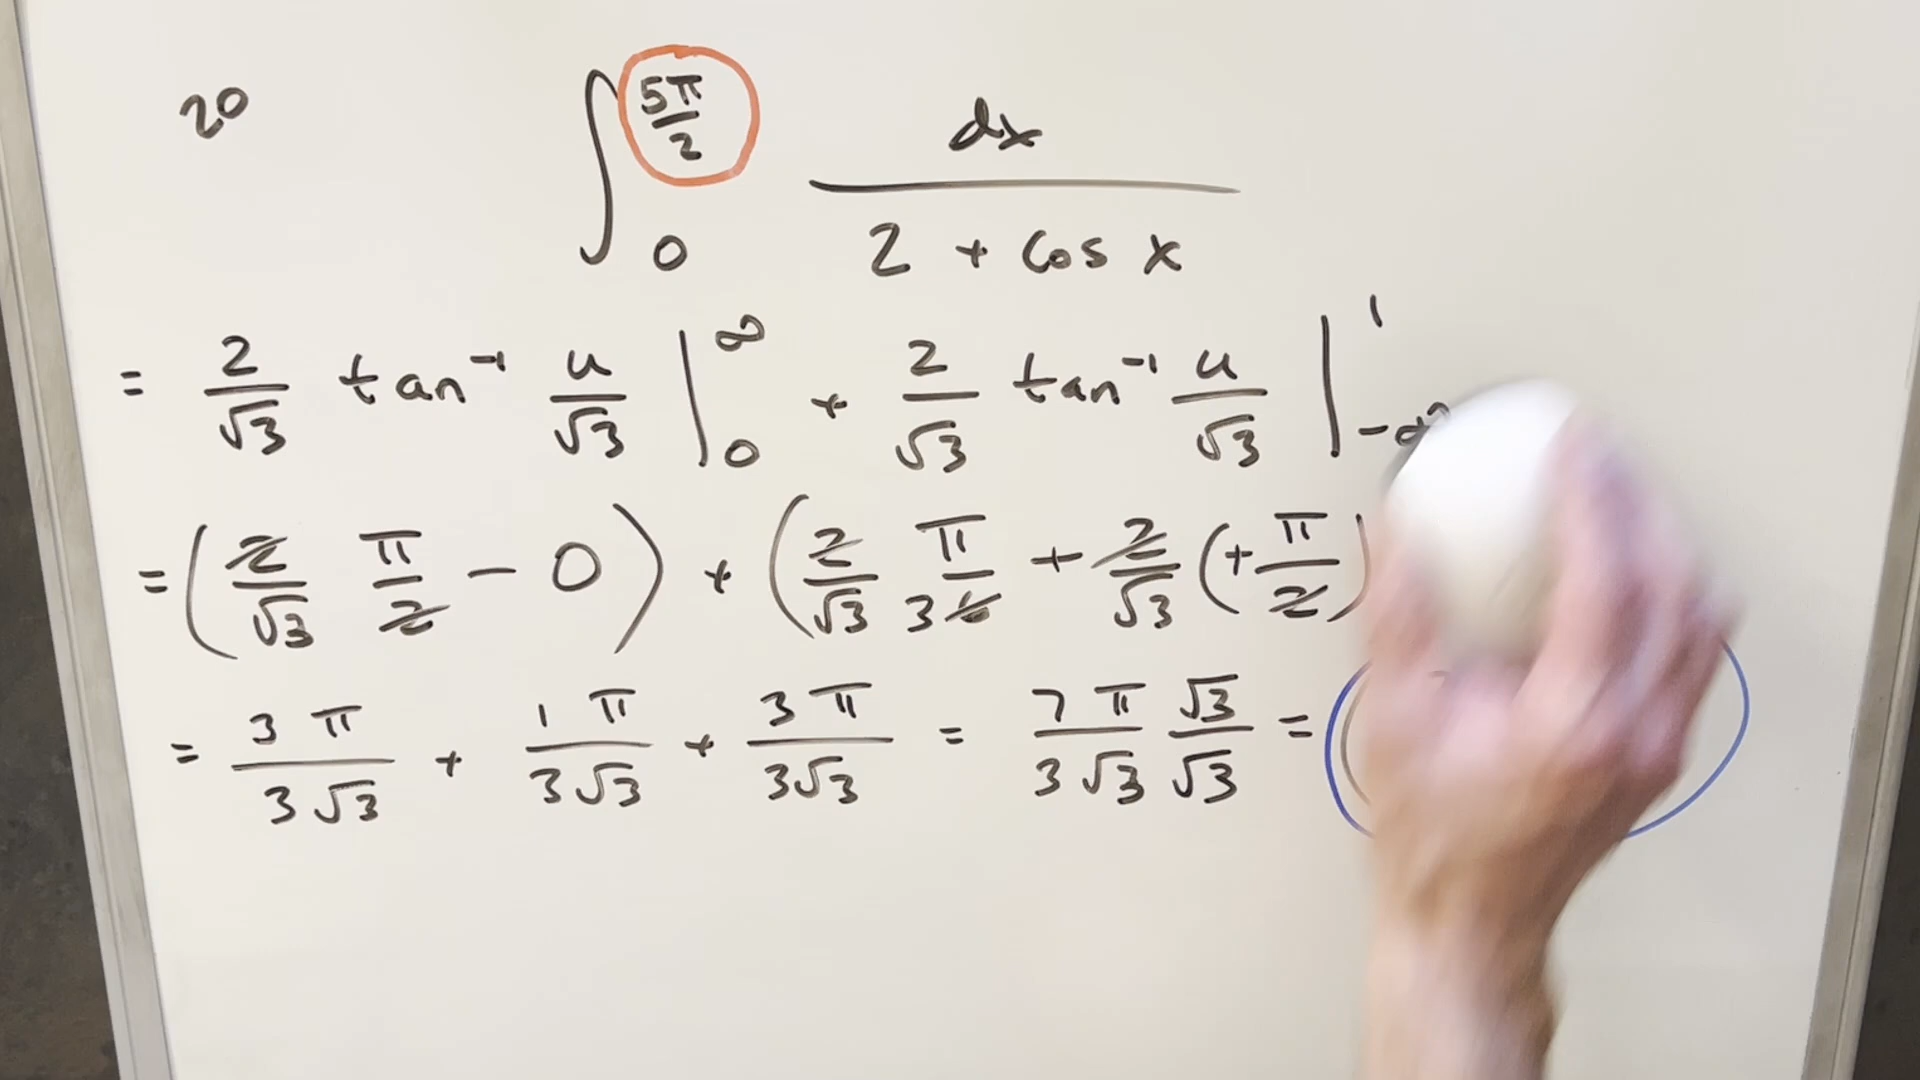 20 ∫₀^(5π/2) dx / (2 + cos x)
= 2/√3 tan⁻¹ u/√3 |₀^∞ + 2/√3 tan⁻¹ u/√3 |₋∞^1
= (2/√3 π/2 - 0) + (2/√3 π/6 3 + 2/√3 (+π/2)
= 3π/3√3 + 1π/3√3 + 3π/3√3 = 7π/3√3 √3/√3 =